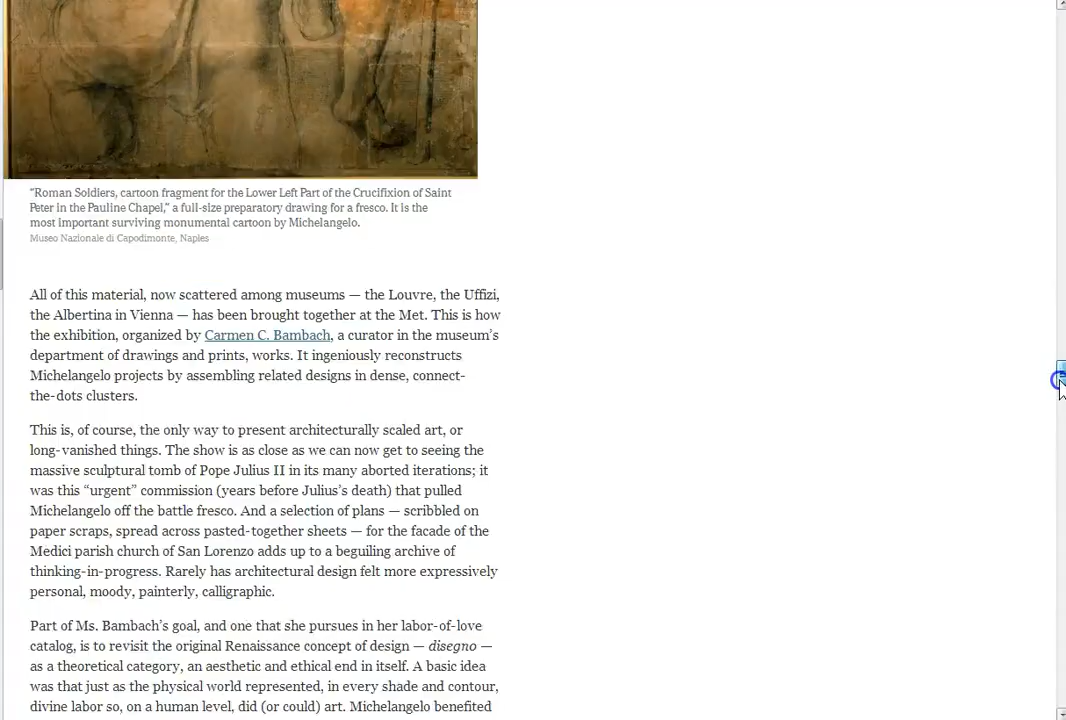 “Roman Soldiers, cartoon fragment for the Lower Left Part of the Crucifixion of Saint
Peter in the Pauline Chapel,” a full-size preparatory drawing for a fresco. It is the
most important surviving monumental cartoon by Michelangelo.
Museo Nazionale di Capodimonte, Naples
All of this material, now scattered among museums — the Louvre, the Uffizi,
the Albertina in Vienna — has been brought together at the Met. This is how
the exhibition, organized by Carmen C. Bambach, a curator in the museum’s
department of drawings and prints, works. It ingeniously reconstructs
Michelangelo projects by assembling related designs in dense, connect-
the-dots clusters.
This is, of course, the only way to present architecturally scaled art, or
long-vanished things. The show is as close as we can now get to seeing the
massive sculptural tomb of Pope Julius II in its many aborted iterations; it
was this “urgent” commission (years before Julius’s death) that pulled
Michelangelo off the battle fresco. And a selection of plans — scribbled on
paper scraps, spread across pasted-together sheets — for the facade of the
Medici parish church of San Lorenzo adds up to a beguiling archive of
thinking-in-progress. Rarely has architectural design felt more expressively
personal, moody, painterly, calligraphic.
Part of Ms. Bambach’s goal, and one that she pursues in her labor-of-love
catalog, is to revisit the original Renaissance concept of design — disegno —
as a theoretical category, an aesthetic and ethical end in itself. A basic idea
was that just as the physical world represented, in every shade and contour,
divine labor so, on a human level, did (or could) art. Michelangelo benefited